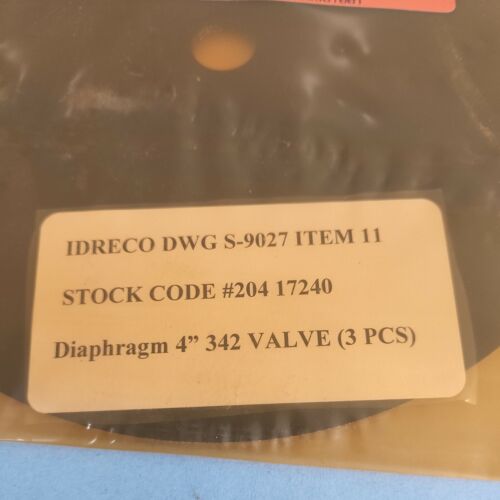 IDRECO DWG S-9027 ITEM 11
STOCK CODE #204 17240
Diaphragm 4” 342 VALVE (3 PCS)